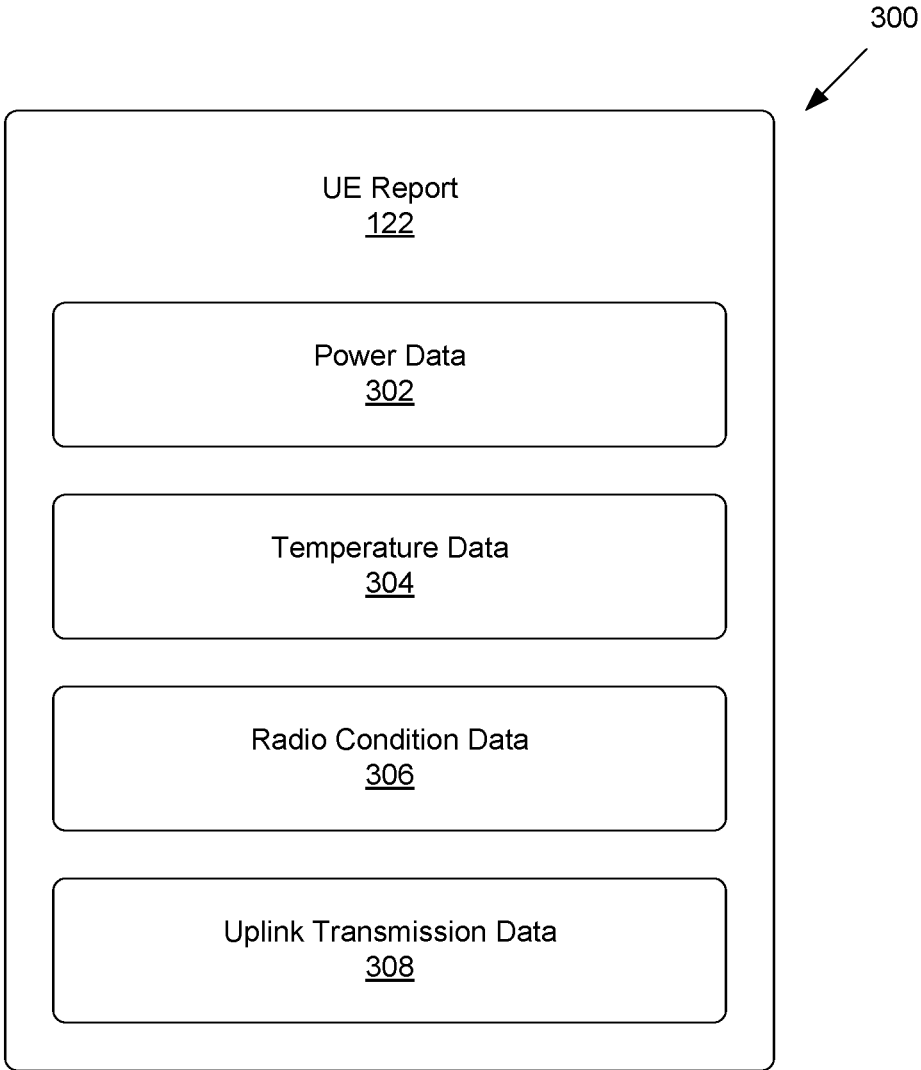 300
UE Report
122
Power Data
302
Temperature Data
304
Radio Condition Data
306
Uplink Transmission Data
308